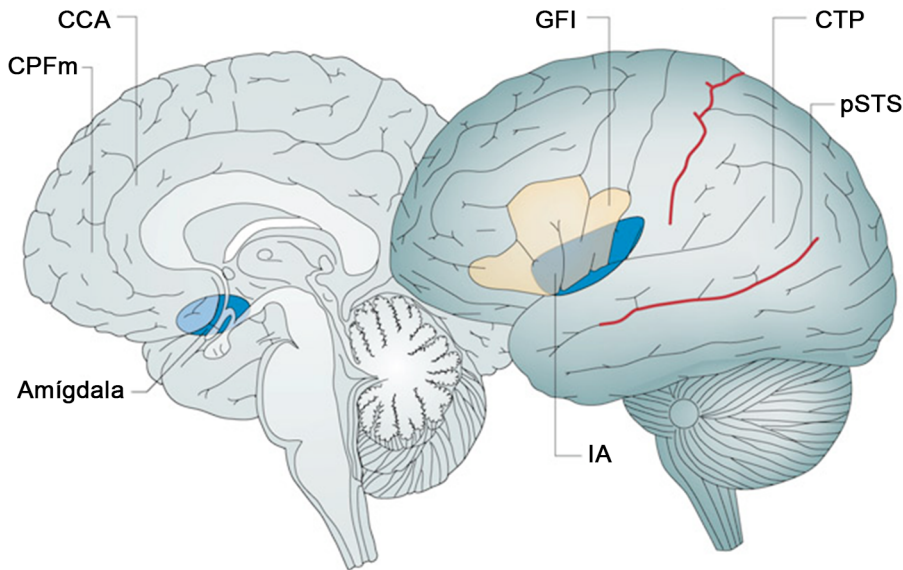 CCA
GFI
CTP
CPFm
pSTS
Amígdala
IA